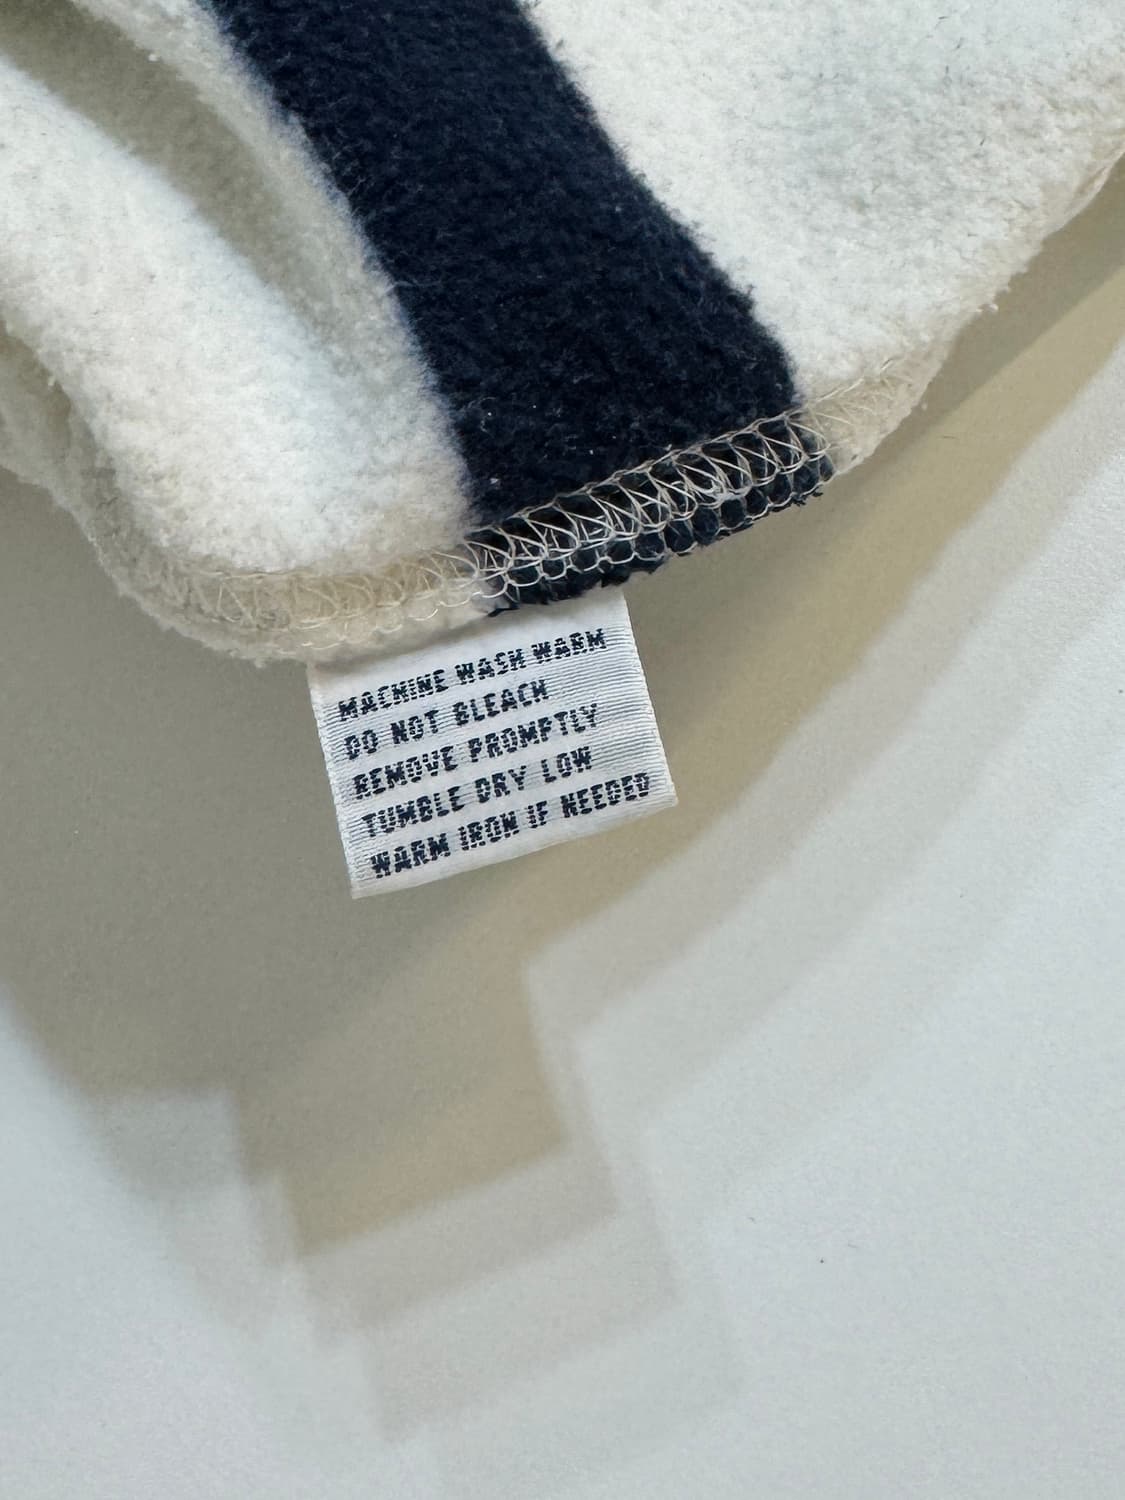 MACHINE WASH WARM
DO NOT BLEACH
REMOVE PROMPTLY
TUMBLE DRY LOW
WARM IRON IF NEEDED